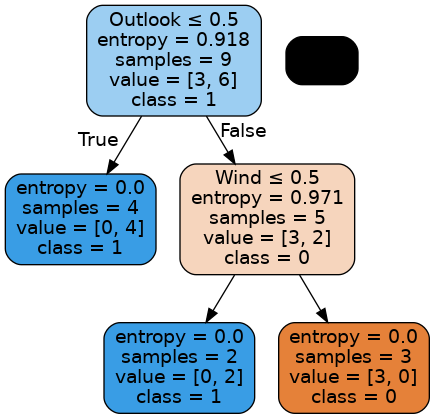 Outlook ≤ 0.5
entropy = 0.918
samples = 9
value = [3, 6]
class = 1
True
False
entropy = 0.0
samples = 4
value = [0, 4]
class = 1
Wind ≤ 0.5
entropy = 0.971
samples = 5
value = [3, 2]
class = 0
entropy = 0.0
samples = 2
value = [0, 2]
class = 1
entropy = 0.0
samples = 3
value = [3, 0]
class = 0